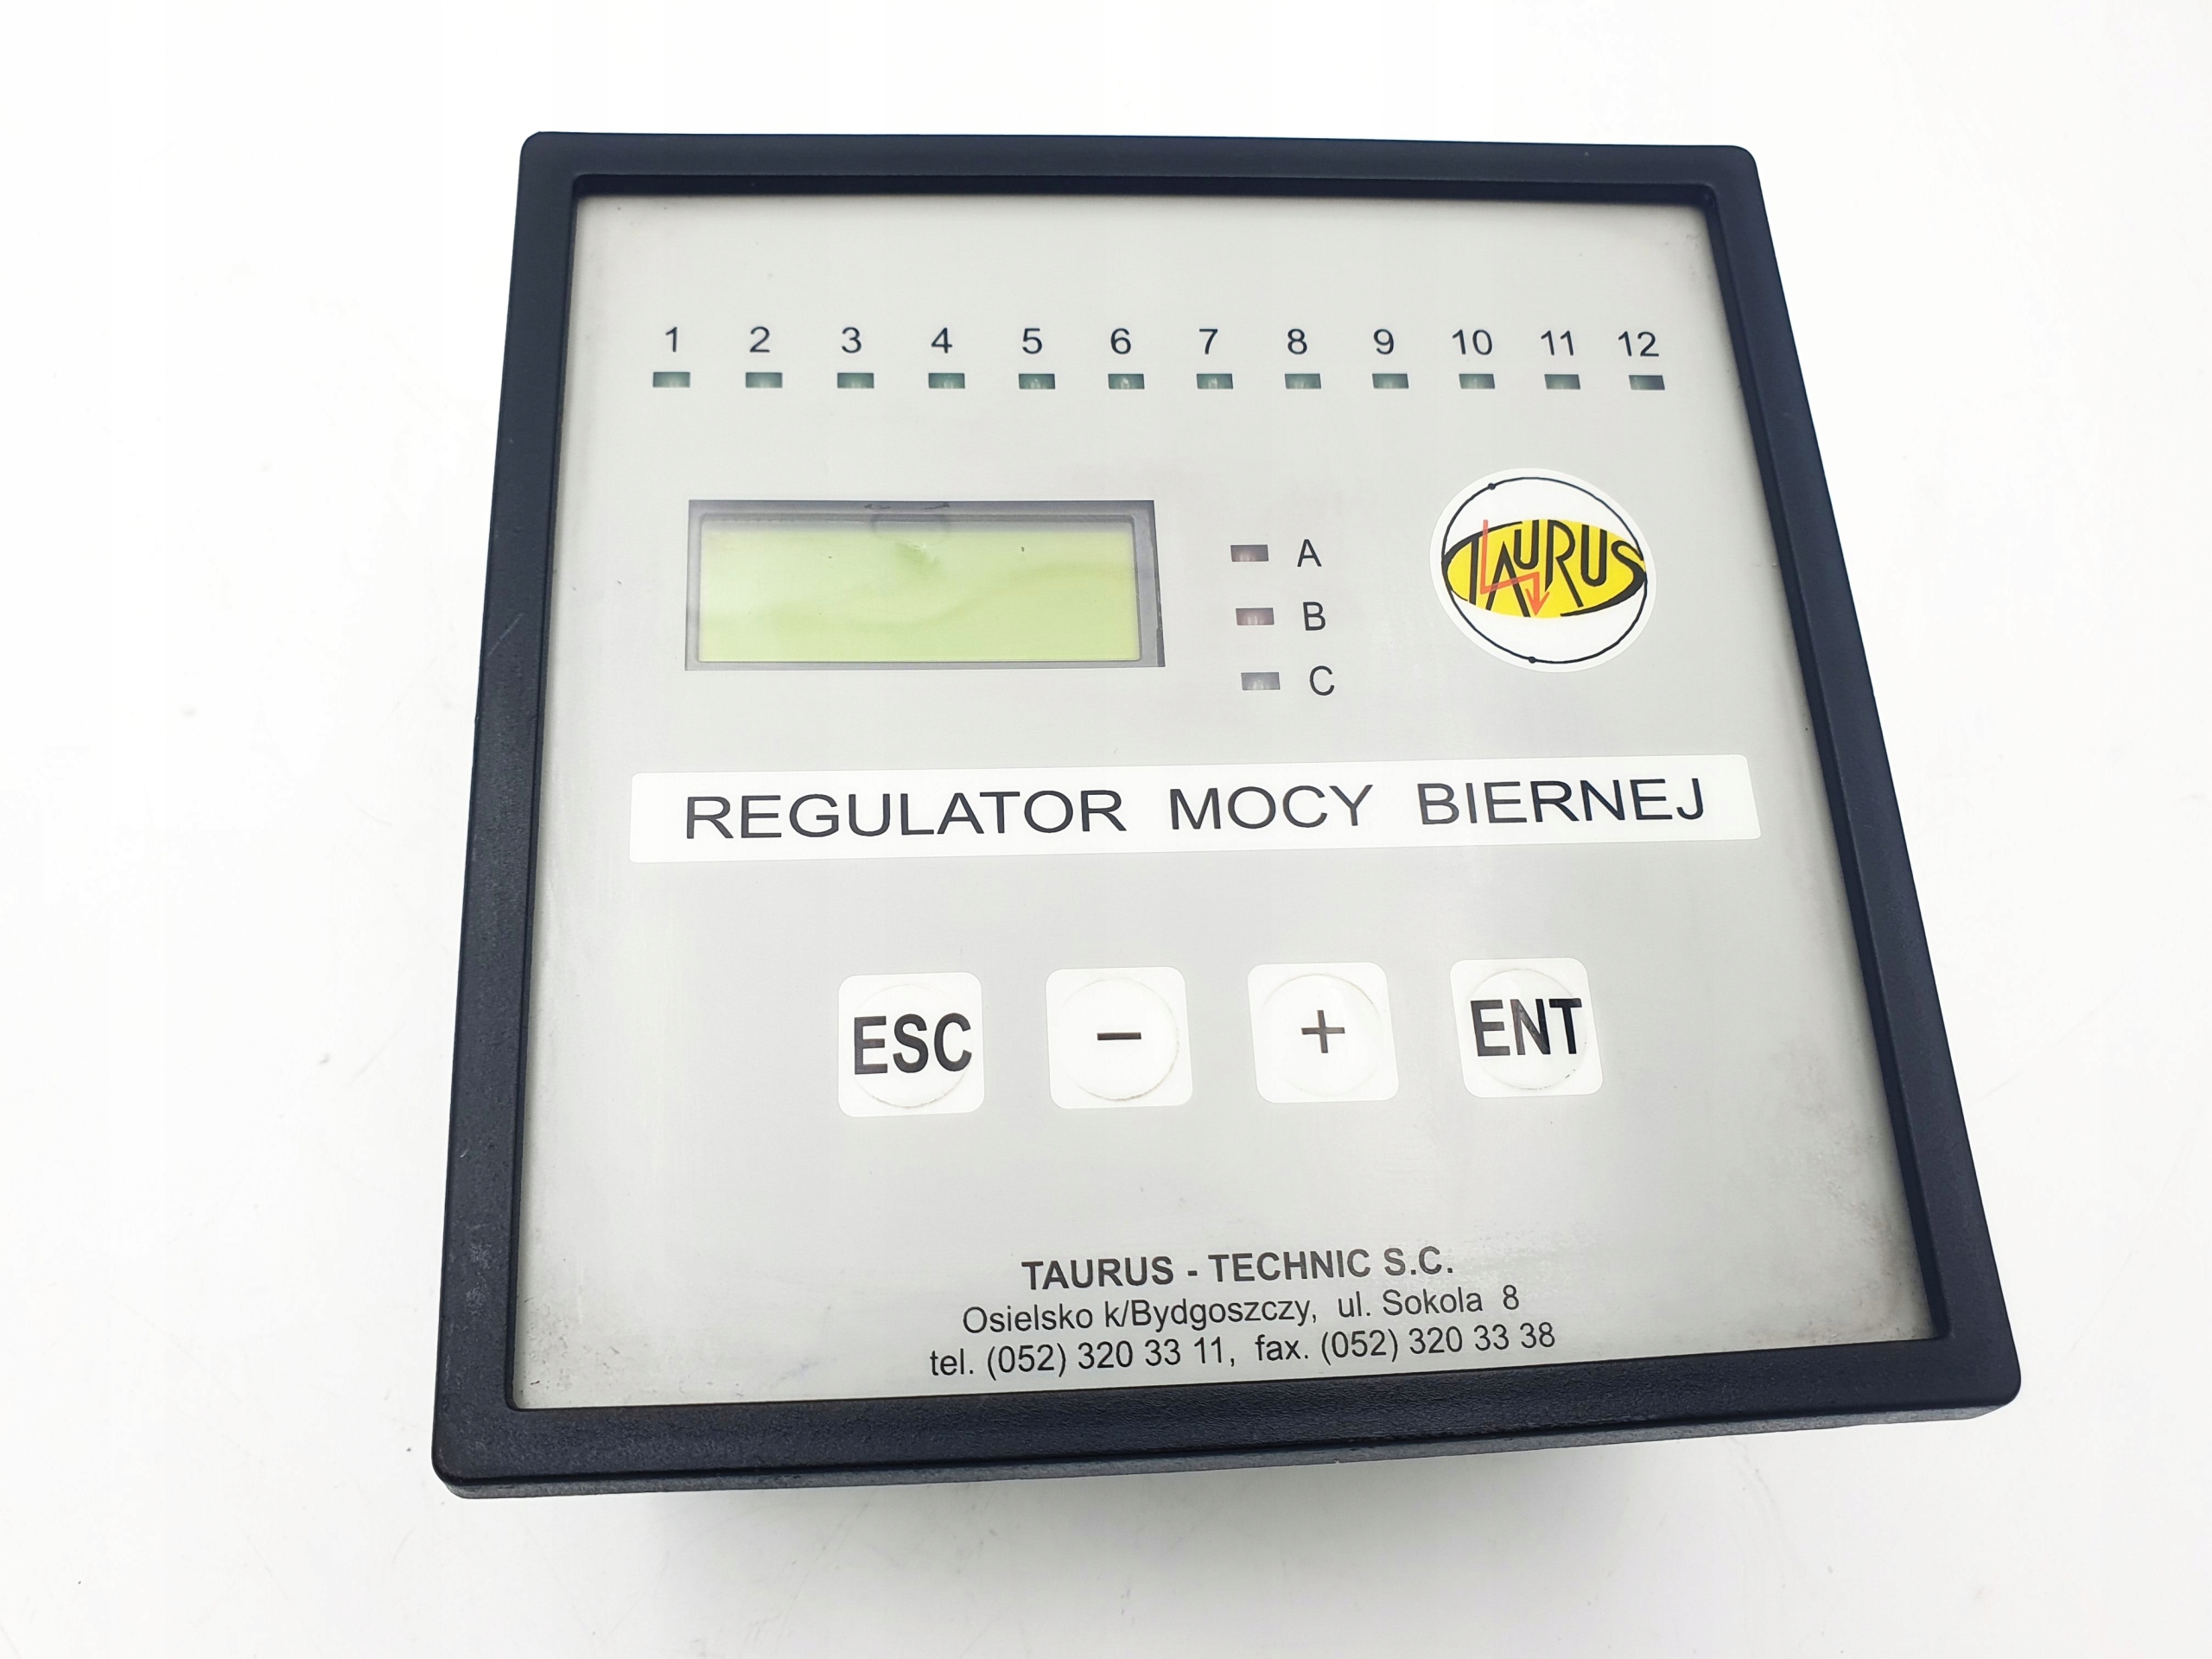 1 2 3 4 5 6 7 8 9 10 11 12
A
B
C
TAURUS
REGULATOR MOCY BIERNEJ
ESC - + ENT
TAURUS - TECHNIC S.C.
Osielsko k/Bydgoszczy, ul. Sokola 8
tel. (052) 320 33 11, fax. (052) 320 33 38